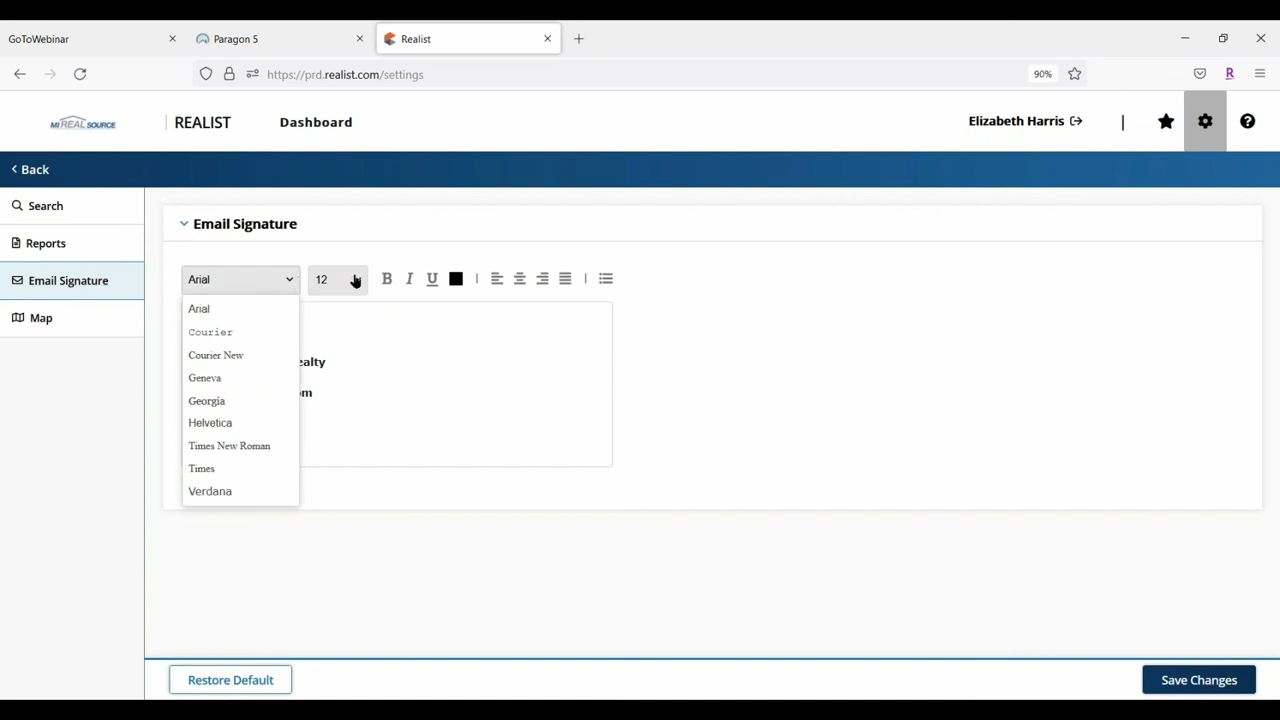 GoToWebinar
Paragon 5
Realist
https://prd.realist.com/settings
90%
R
MI REAL SOURCE
REALIST
Dashboard
Elizabeth Harris
Back
Search
Reports
Email Signature
Map
Email Signature
Arial
12
B I U
Arial
Courier
Courier New
Geneva
Georgia
Helvetica
Times New Roman
Times
Verdana
ealty
om
Restore Default
Save Changes